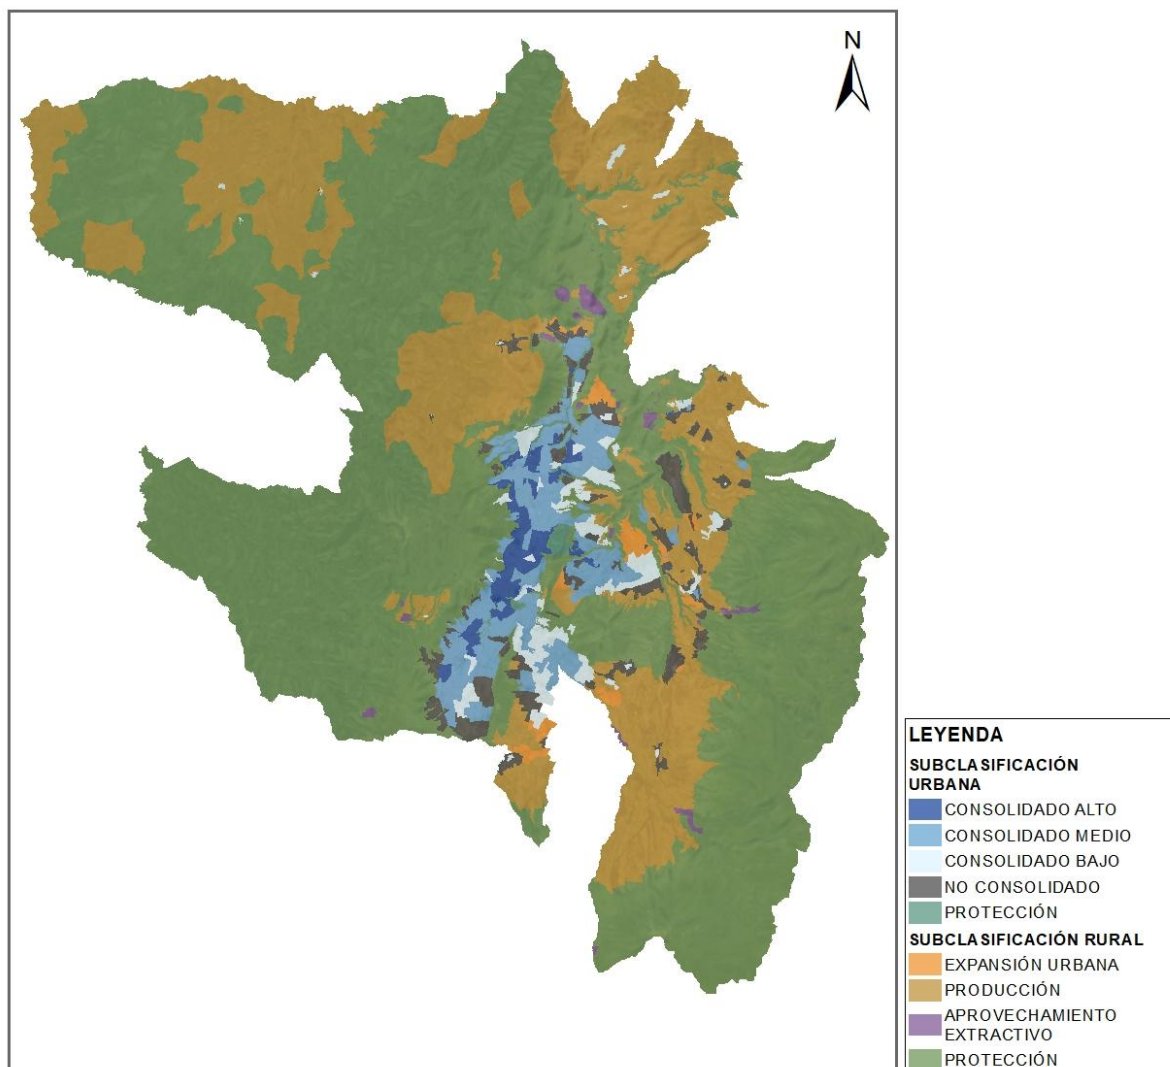 N
LEYENDA
SUBCLASIFICACIÓN
URBANA
CONSOLIDADO ALTO
CONSOLIDADO MEDIO
CONSOLIDADO BAJO
NO CONSOLIDADO
PROTECCIÓN
SUBCLASIFICACIÓN RURAL
EXPANSIÓN URBANA
PRODUCCIÓN
APROVECHAMIENTO
EXTRACTIVO
PROTECCIÓN